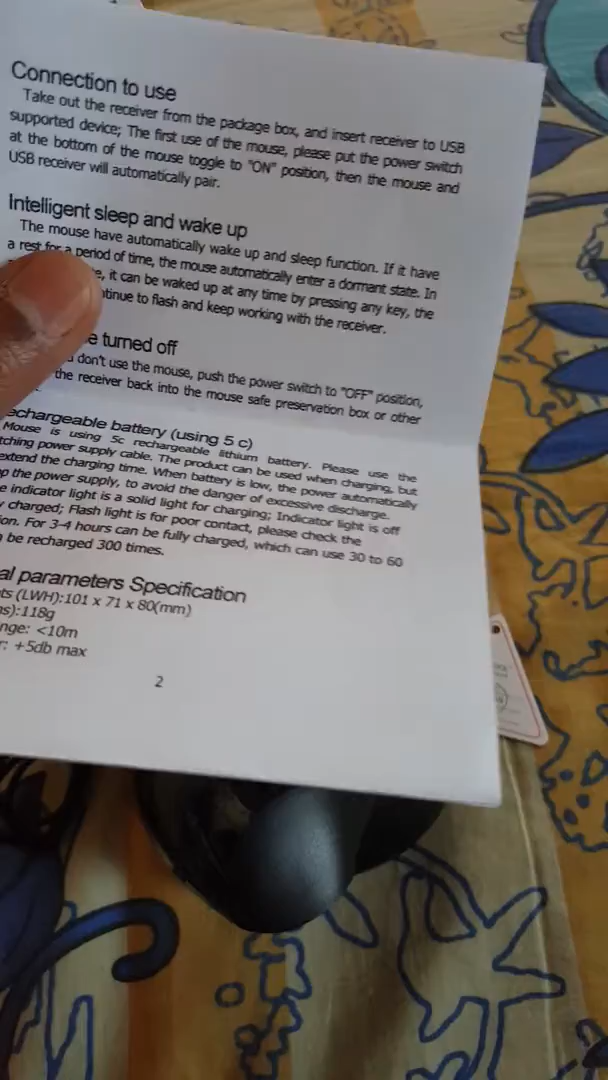 Connection to use
Take out the receiver from the package box, and insert receiver to USB
supported device; The first use of the mouse, please put the power switch
at the bottom of the mouse toggle to "ON" position, then the mouse and
USB receiver will automatically pair.
Intelligent sleep and wake up
The mouse have automatically wake up and sleep function. If it have
a rest for a period of time, the mouse automatically enter a dormant state. In
, it can be waked up at any time by pressing any key, the
to flash and keep working with the receiver.
turned off
don't use the mouse, push the power switch to "OFF" position,
the receiver back into the mouse safe preservation box or other
echargeable battery (using 5 c)
Mouse is using 5c rechargeable lithium battery. Please use the
tching power supply cable. The product can be used when charging, but
extend the charging time. When battery is low, the power automatically
the power supply, to avoid the danger of excessive discharge.
indicator light is a solid light for charging; Indicator light is off
charged; Flash light is for poor contact, please check the
ion. For 3-4 hours can be fully charged, which can use 30 to 60
be recharged 300 times.
al parameters Specification
ts (LWH):101 x 71 x 80(mm)
ms):118g
nge: <10m
r: +5db max
2